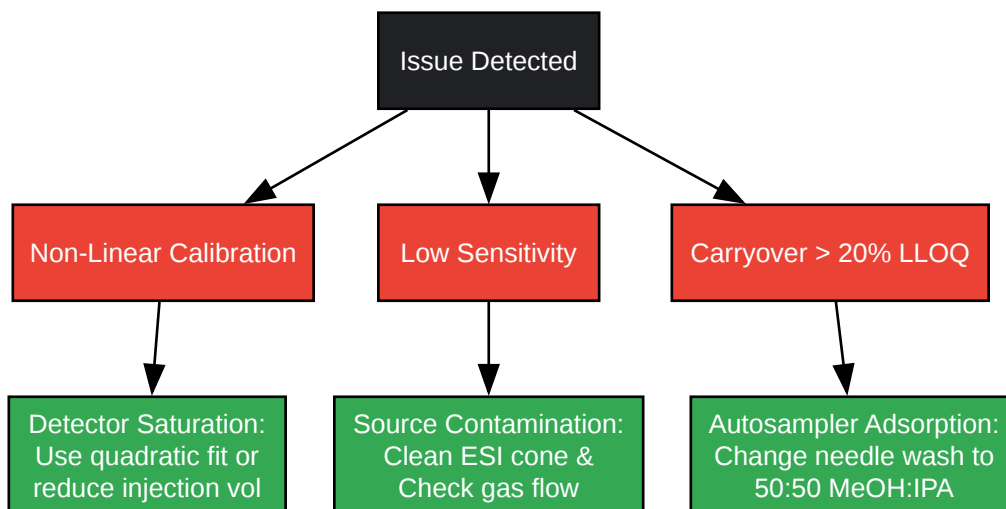 Issue Detected
Non-Linear Calibration
Low Sensitivity
Carryover > 20% LLOQ
Detector Saturation:
Use quadratic fit or
reduce injection vol
Source Contamination:
Clean ESI cone &
Check gas flow
Autosampler Adsorption:
Change needle wash to
50:50 MeOH:IPA